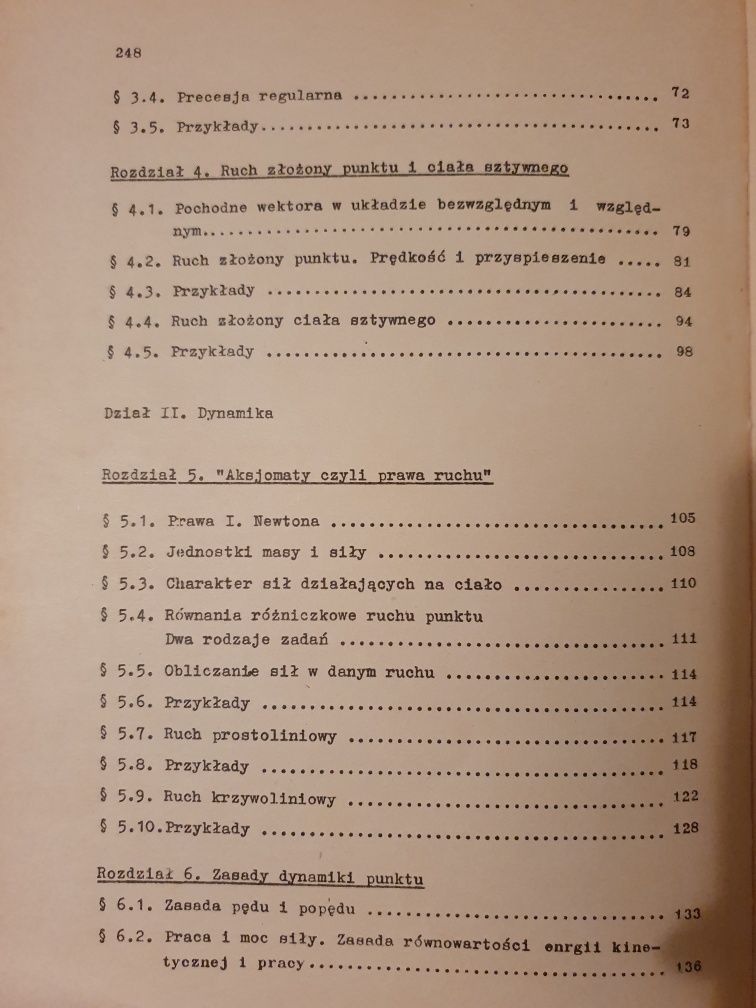 248
§ 3.4. Precesja regularna ................................ 72
§ 3.5. Przykłady.......................................... 73
Rozdział 4. Ruch złożony punktu i ciała sztywnego
§ 4.1. Pochodne wektora w układzie bezwzględnym i względ-
nym................................................ 79
§ 4.2. Ruch złożony punktu. Prędkość i przyspieszenie ..... 81
§ 4.3. Przykłady ......................................... 84
§ 4.4. Ruch złożony ciała sztywnego ....................... 94
§ 4.5. Przykłady ......................................... 98
Dział II. Dynamika
Rozdział 5. "Aksjomaty czyli prawa ruchu"
§ 5.1. Prawa I. Newtona ................................... 105
§ 5.2. Jednostki masy i siły .............................. 108
§ 5.3. Charakter sił działających na ciało ................ 110
§ 5.4. Równania różniczkowe ruchu punktu
Dwa rodzaje zadań .................................. 111
§ 5.5. Obliczanie sił w danym ruchu ....................... 114
§ 5.6. Przykłady .......................................... 114
§ 5.7. Ruch prostoliniowy ................................. 117
§ 5.8. Przykłady .......................................... 118
§ 5.9. Ruch krzywoliniowy ................................. 122
§ 5.10.Przykłady .......................................... 128
Rozdział 6. Zasady dynamiki punktu
§ 6.1. Zasada pędu i popędu ............................... 133
§ 6.2. Praca i moc siły. Zasada równowartości enrgii kine-
tycznej i pracy..................................... 136